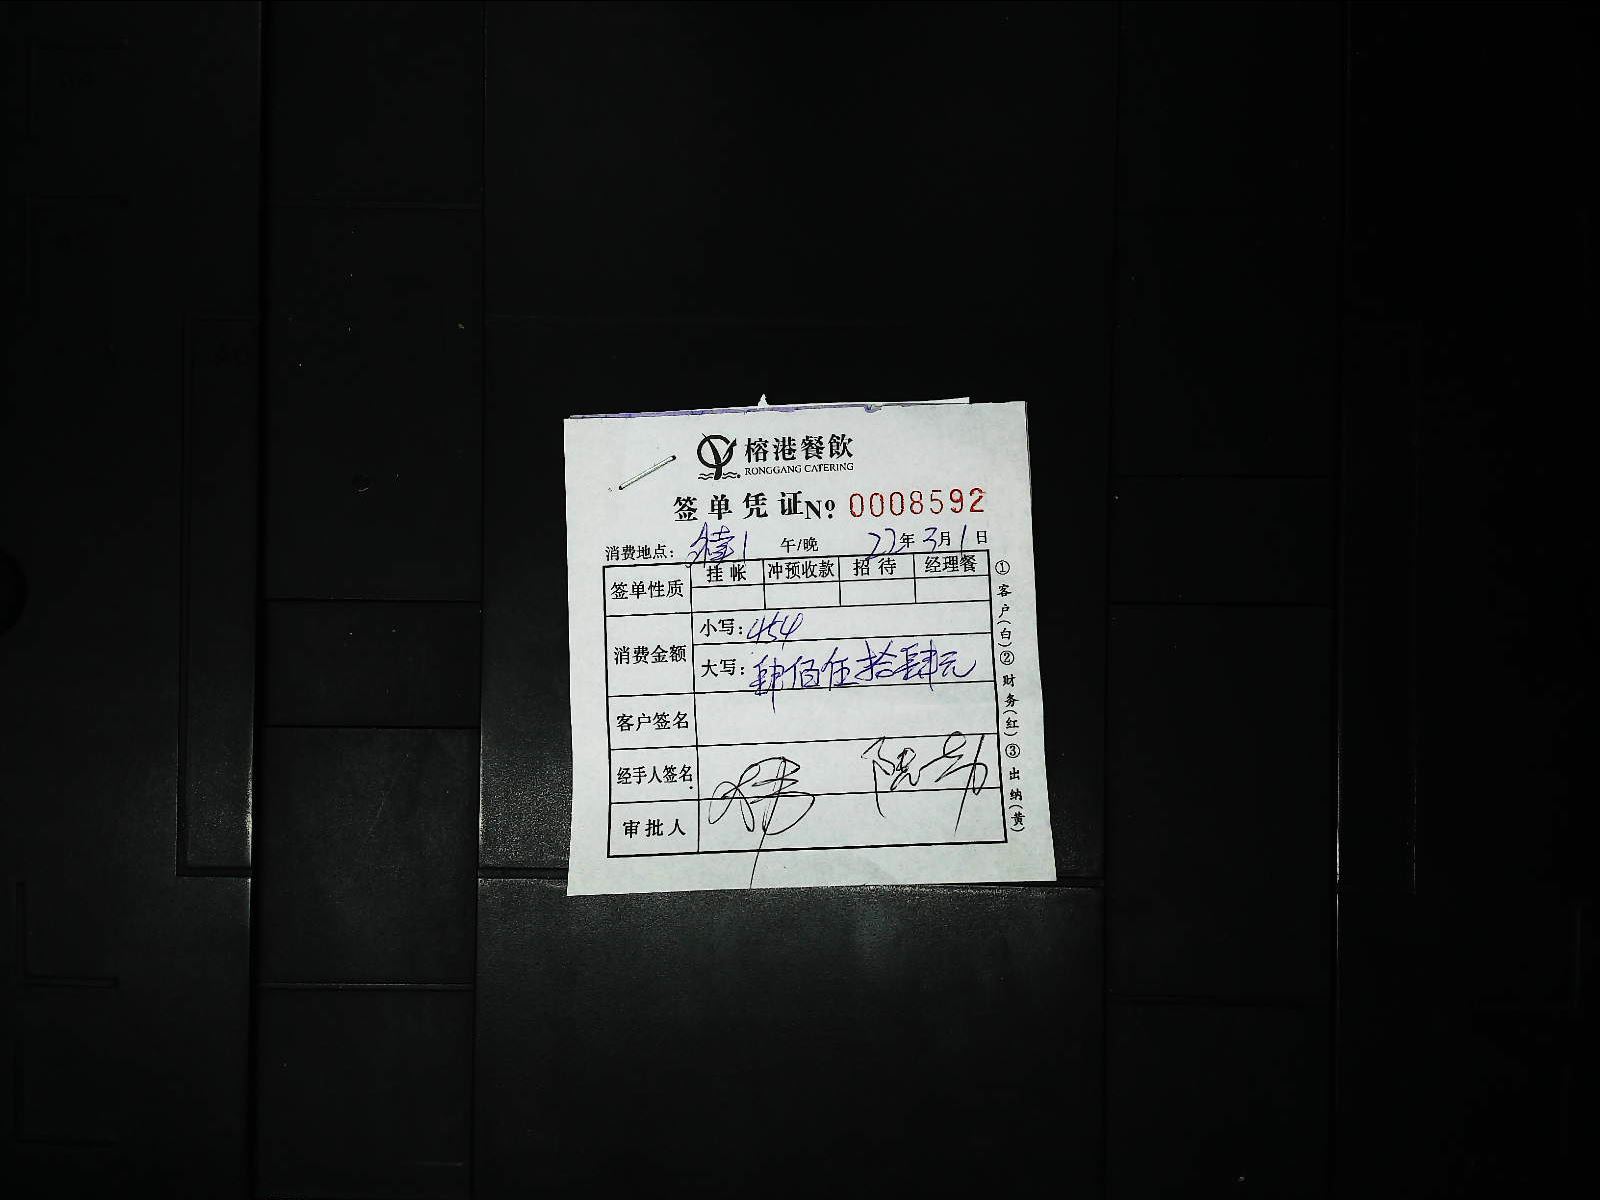 榕港餐飲
RONGGANG CATERING
签单凭证 Nº 0008592
消费地点： 午/晚 22年3月1日
签单性质 挂帐 冲预收款 招待 经理餐
消费金额 小写：454
大写：肆佰伍拾肆元
客户签名
经手人签名
审批人
①客户(白)②财务(红)③出纳(黄)